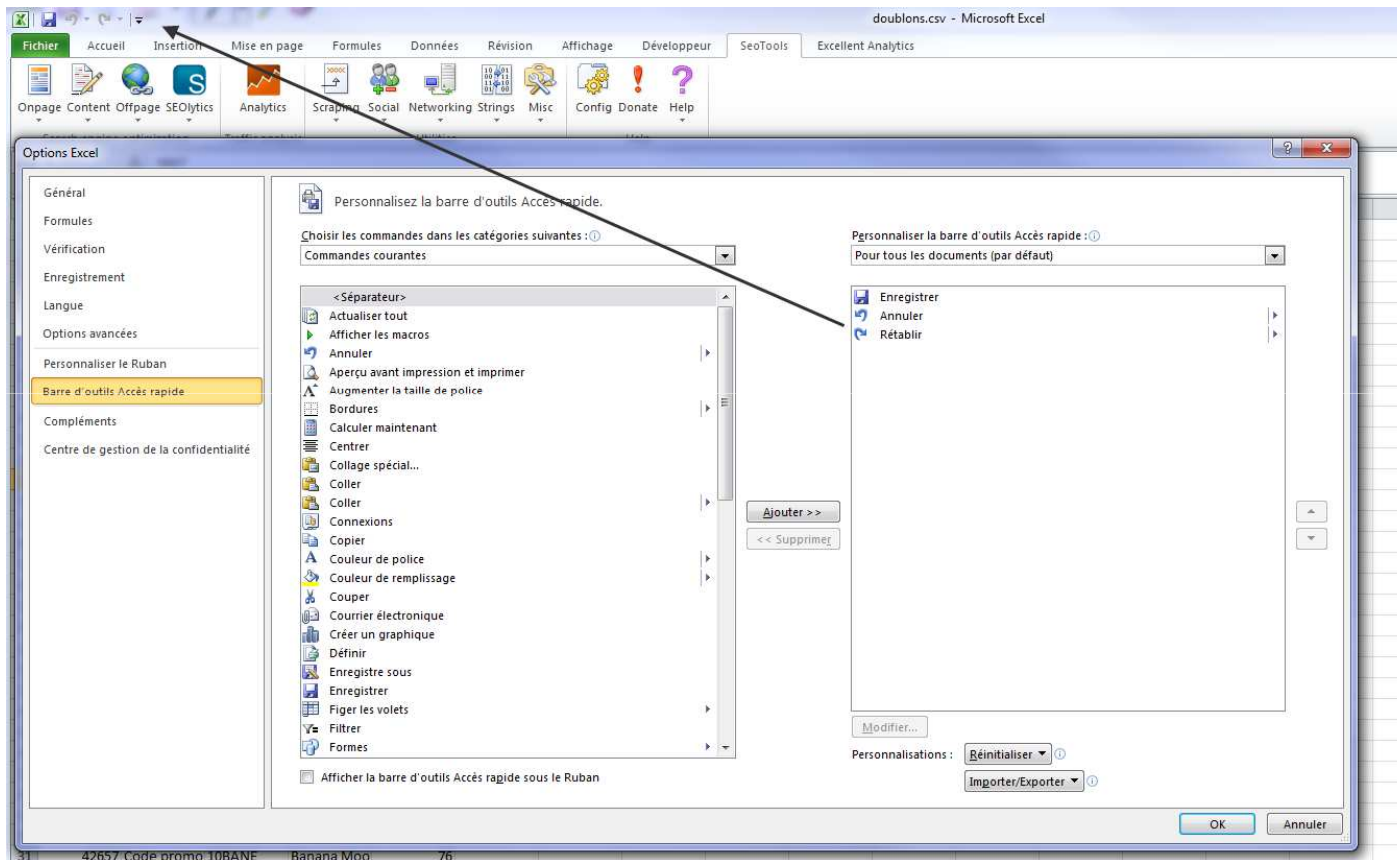 doublons.csv - Microsoft Excel
Fichier Accueil Insertion Mise en page Formules Données Révision Affichage Développeur SeoTools Excellent Analytics
Onpage Content Offpage SEOlytics Analytics Scraping Social Networking Strings Misc Config Donate Help
Options Excel
Général
Formules
Vérification
Enregistrement
Langue
Options avancées
Personnaliser le Ruban
Barre d'outils Accès rapide
Compléments
Centre de gestion de la confidentialité
Personnalisez la barre d'outils Accès rapide.
Choisir les commandes dans les catégories suivantes :
Commandes courantes
<Séparateur>
Actualiser tout
Afficher les macros
Annuler
Aperçu avant impression et imprimer
Augmenter la taille de police
Bordures
Calculer maintenant
Centrer
Collage spécial...
Coller
Coller
Connexions
Copier
Couleur de police
Couleur de remplissage
Couper
Courrier électronique
Créer un graphique
Définir
Enregistre sous
Enregistrer
Figer les volets
Filtrer
Formes
Afficher la barre d'outils Accès rapide sous le Ruban
Ajouter >>
<< Supprimer
Personnaliser la barre d'outils Accès rapide :
Pour tous les documents (par défaut)
Enregistrer
Annuler
Rétablir
Modifier...
Personnalisations : Réinitialiser
Importer/Exporter
OK Annuler
31 42657 Code promo 10BANE Banana Moo 76